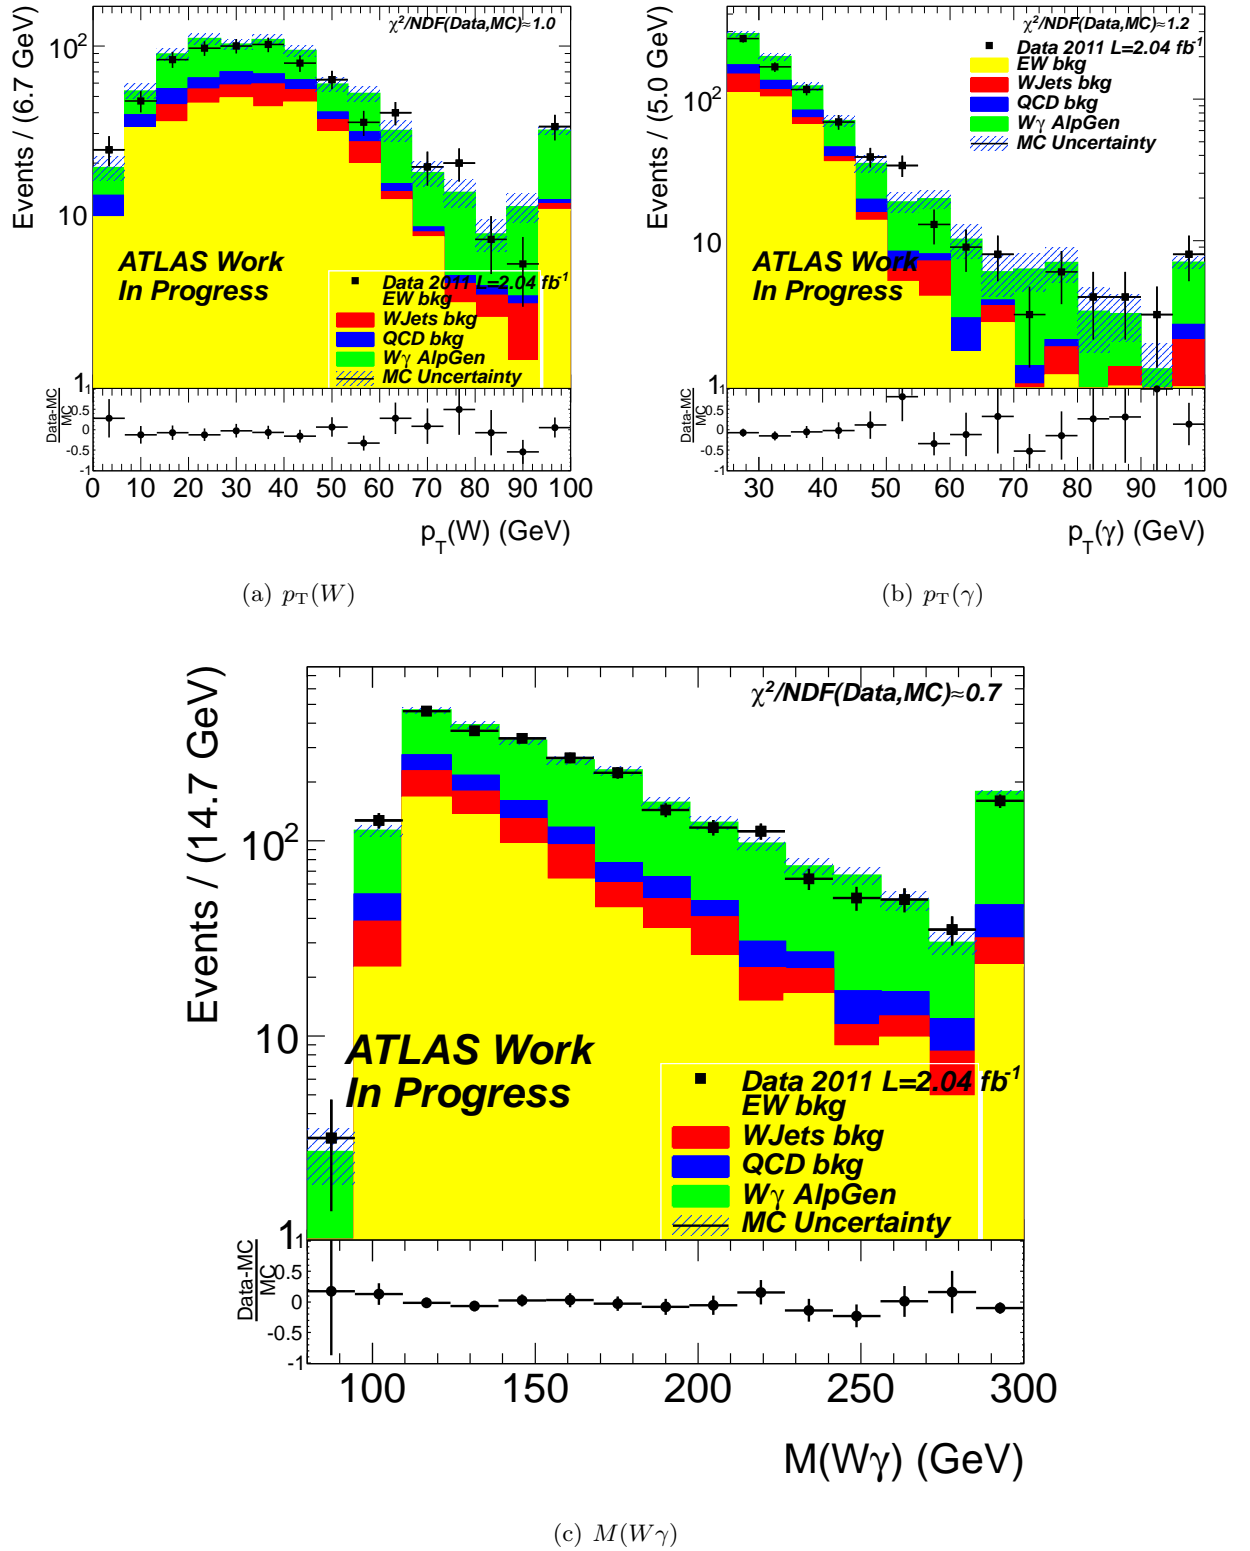 χ²/NDF(Data,MC)≈1.0
Events / (6.7 GeV)
10²
10
1
ATLAS Work
In Progress
Data 2011 L=2.04 fb⁻¹
EW bkg
WJets bkg
QCD bkg
Wγ AlpGen
MC Uncertainty
Data-MC
MC
1
0.5
0
-0.5
-1
0 10 20 30 40 50 60 70 80 90 100
p_T(W) (GeV)
(a) p_T(W)
χ²/NDF(Data,MC)≈1.2
Events / (5.0 GeV)
10²
10
1
Data 2011 L=2.04 fb⁻¹
EW bkg
WJets bkg
QCD bkg
Wγ AlpGen
MC Uncertainty
ATLAS Work
In Progress
Data-MC
MC
1
0.5
0
-0.5
-1
30 40 50 60 70 80 90 100
p_T(γ) (GeV)
(b) p_T(γ)
χ²/NDF(Data,MC)≈0.7
Events / (14.7 GeV)
10²
10
1
ATLAS Work
In Progress
Data 2011 L=2.04 fb⁻¹
EW bkg
WJets bkg
QCD bkg
Wγ AlpGen
MC Uncertainty
Data-MC
MC
1
0.5
0
-0.5
-1
100 150 200 250 300
M(Wγ) (GeV)
(c) M(Wγ)